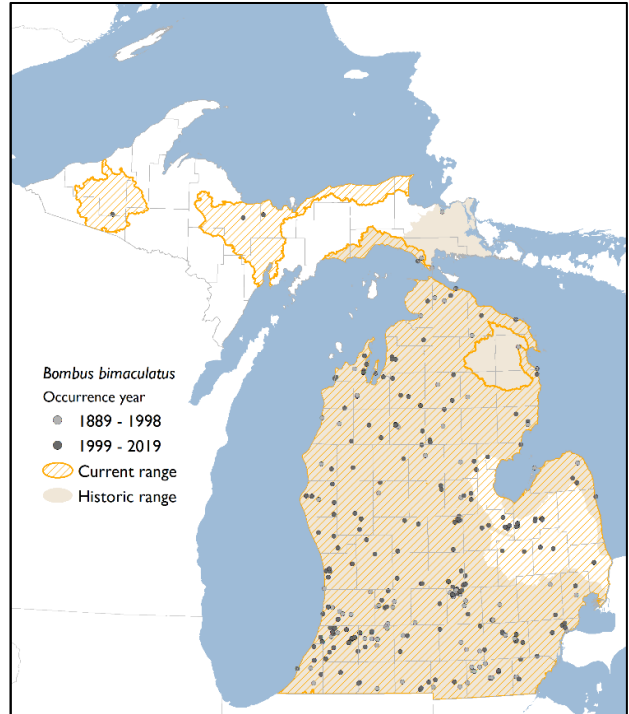 Bombus bimaculatus
Occurrence year
1889 - 1998
1999 - 2019
Current range
Historic range